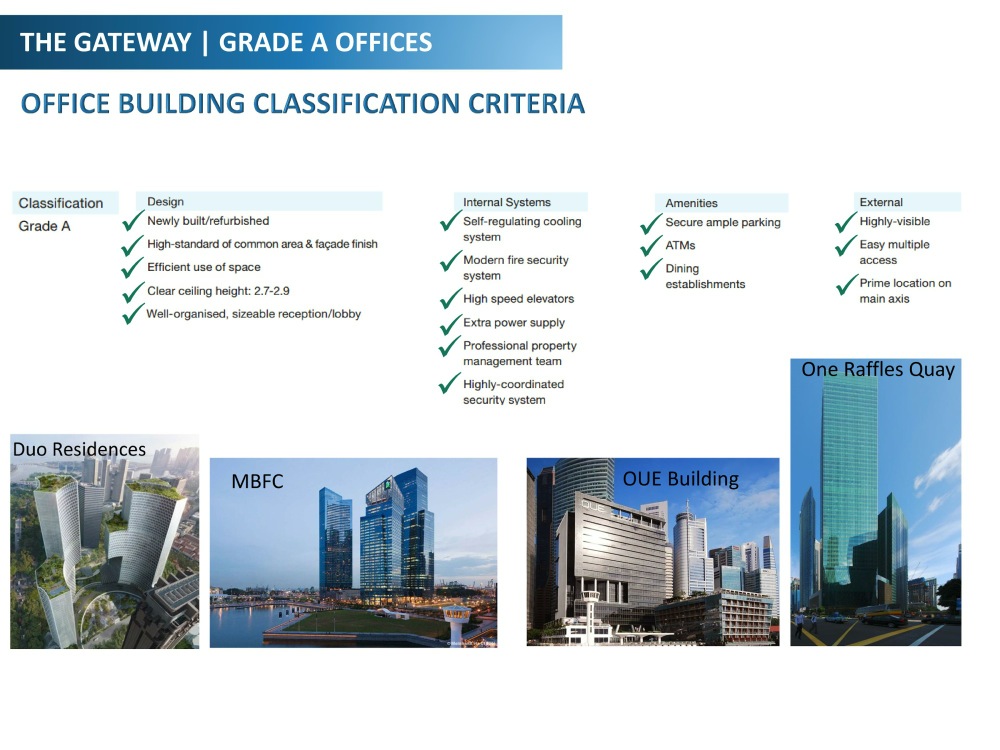 THE GATEWAY | GRADE A OFFICES
OFFICE BUILDING CLASSIFICATION CRITERIA
Classification
Grade A
Design
Newly built/refurbished
High-standard of common area & façade finish
Efficient use of space
Clear ceiling height: 2.7-2.9
Well-organised, sizeable reception/lobby
Internal Systems
Self-regulating cooling
system
Modern fire security
system
High speed elevators
Extra power supply
Professional property
management team
Highly-coordinated
security system
Amenities
Secure ample parking
ATMs
Dining
establishments
External
Highly-visible
Easy multiple
access
Prime location on
main axis
Duo Residences
MBFC
OUE Building
OUE
One Raffles Quay